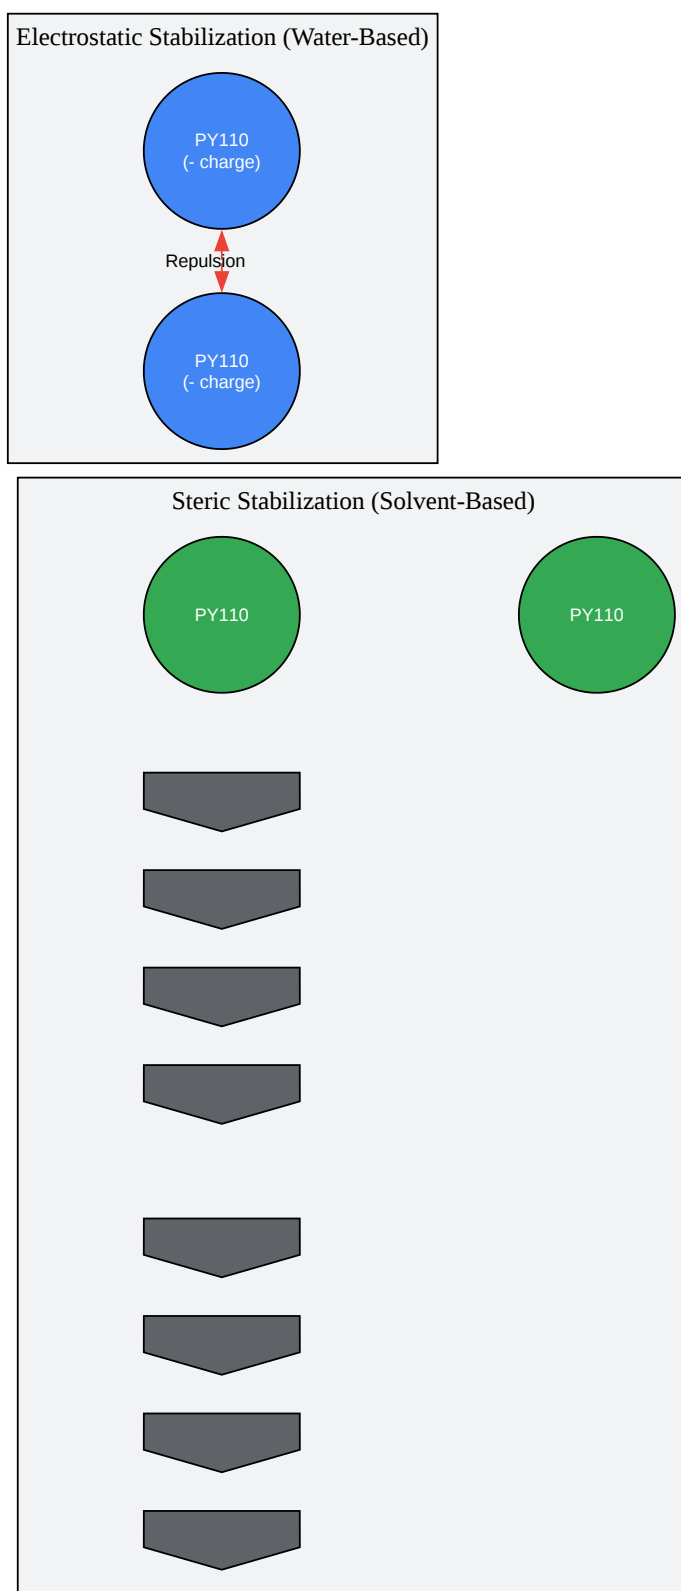 Electrostatic Stabilization (Water-Based)
PY110
(- charge)
Repulsion
PY110
(- charge)
Steric Stabilization (Solvent-Based)
PY110
PY110